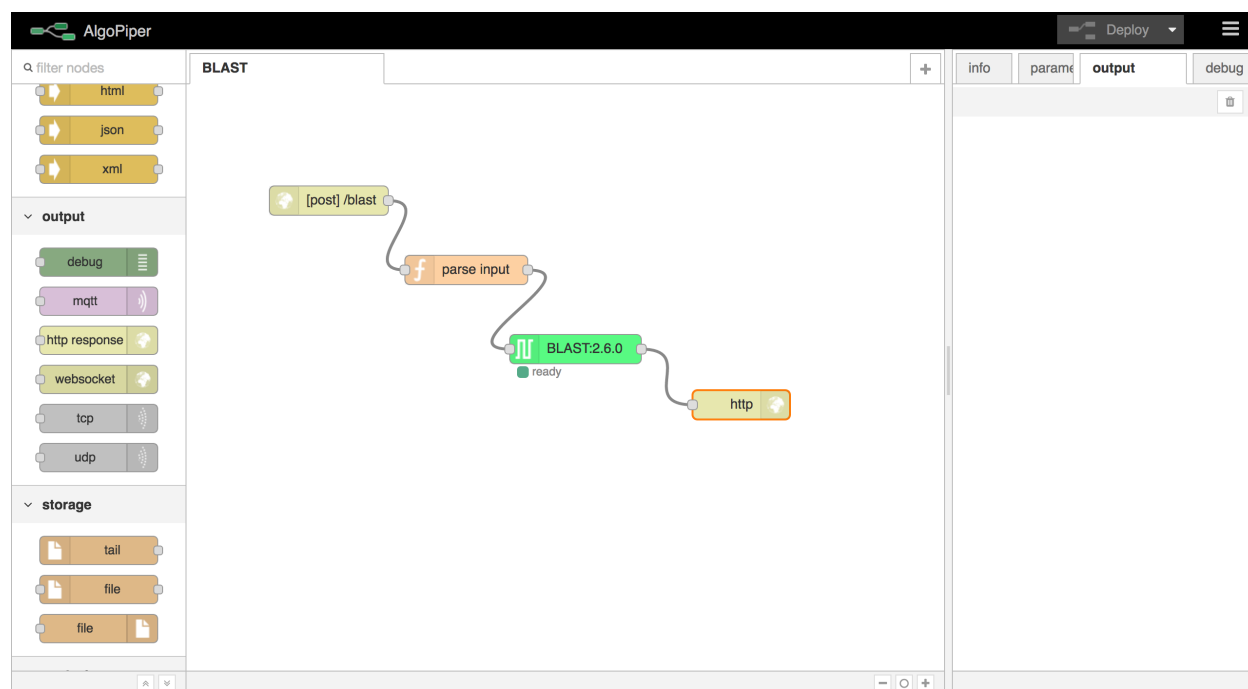 AlgoPiper
Deploy
filter nodes
html
json
xml
output
debug
mqtt
http response
websocket
tcp
udp
storage
tail
file
file
BLAST
[post] /blast
parse input
BLAST:2.6.0
ready
http
info
parame
output
debug